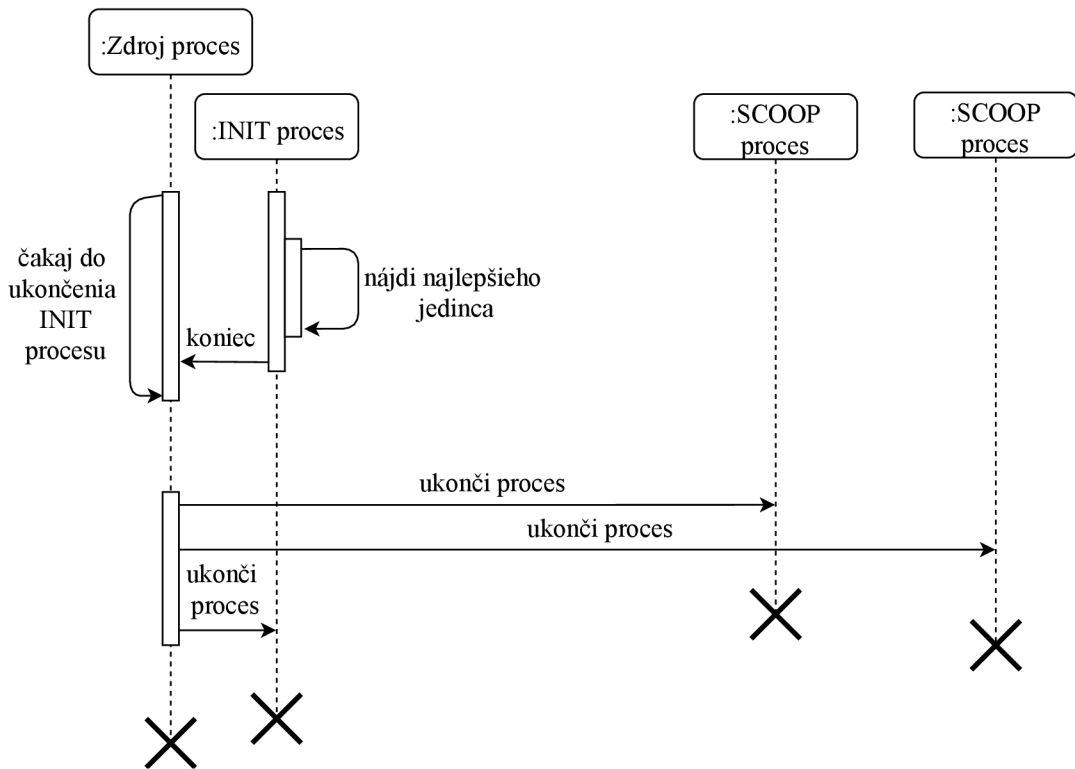 :Zdroj proces
:INIT proces
:SCOOP
proces
:SCOOP
proces
čakaj do
ukončenia
INIT
procesu
nájdi najlepšieho
jedinca
koniec
ukonči proces
ukonči proces
ukonči
proces